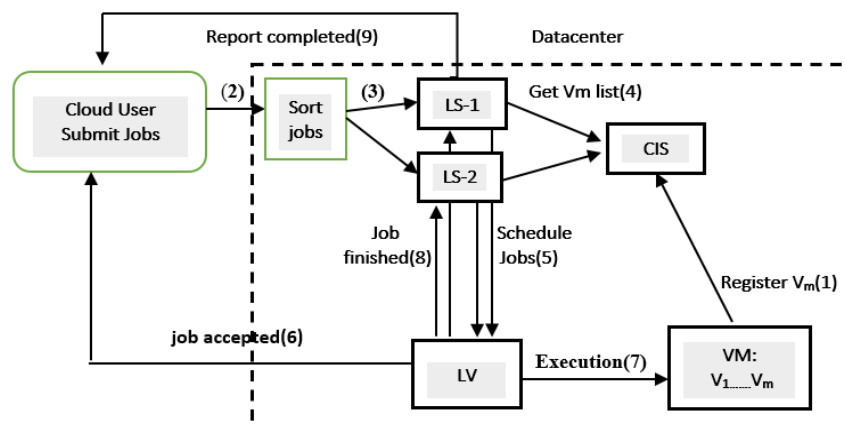 Report completed(9)
Datacenter
Cloud User
Submit Jobs
(2)
Sort
jobs
(3)
LS-1
Get Vm list(4)
CIS
LS-2
Job
finished(8)
Schedule
Jobs(5)
Register Vm(1)
job accepted(6)
LV
Execution(7)
VM:
V1........Vm